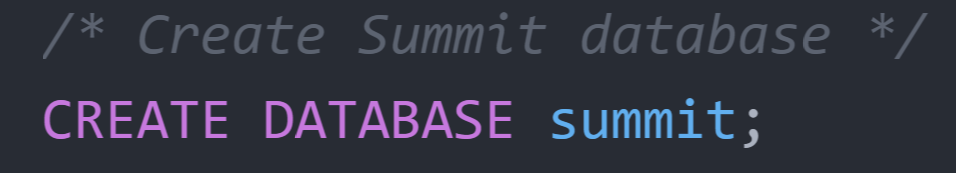 /* Create Summit database */
CREATE DATABASE summit;